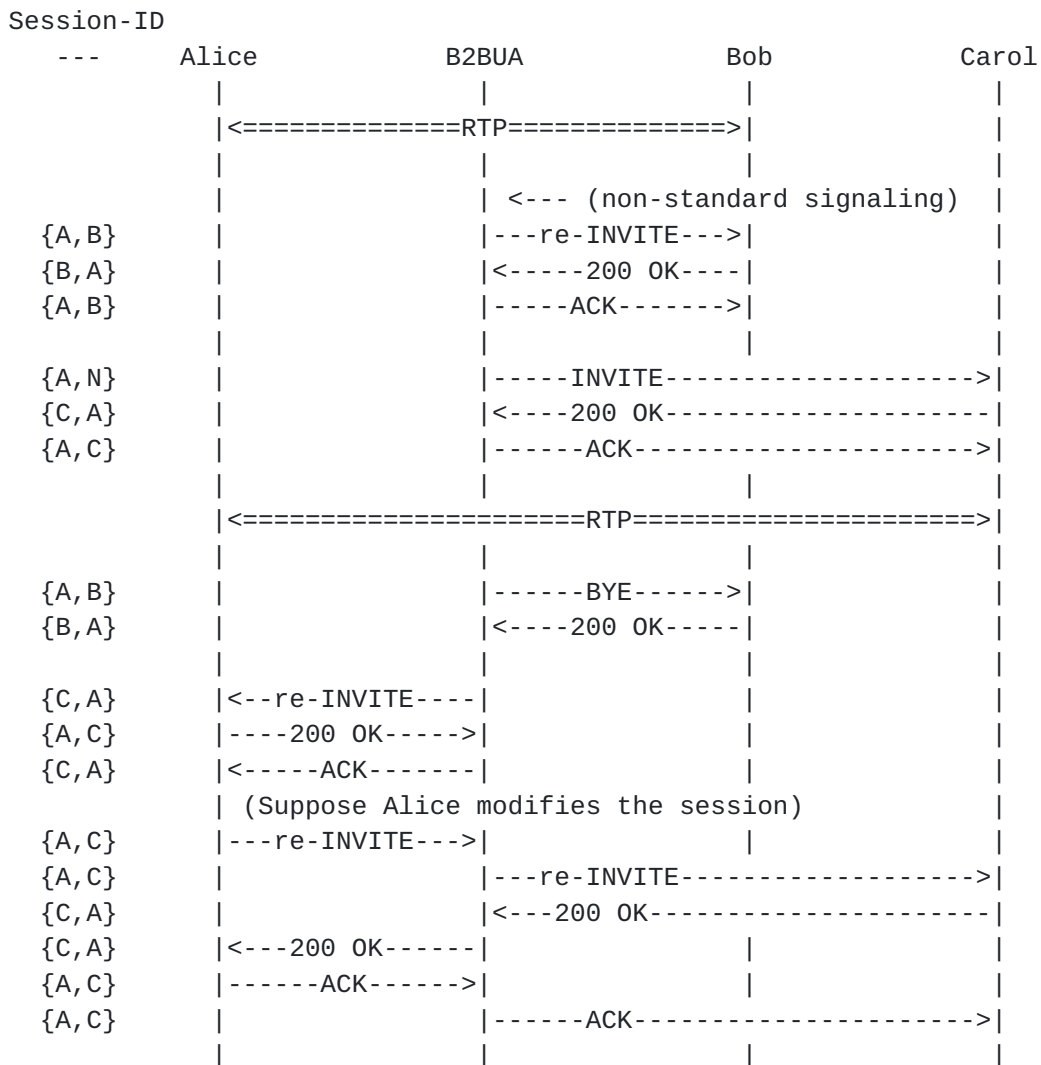 Session-ID
   ---     Alice            B2BUA             Bob            Carol
             |                |                |               |
             |<==============RTP==============>|               |
             |                |                |               |
             |                | <--- (non-standard signaling)  |
  {A,B}      |                |---re-INVITE--->|               |
  {B,A}      |                |<-----200 OK----|               |
  {A,B}      |                |-----ACK------->|               |
             |                |                |               |
  {A,N}      |                |-----INVITE-------------------->|
  {C,A}      |                |<----200 OK---------------------|
  {A,C}      |                |------ACK---------------------->|
             |                |                |               |
             |<======================RTP======================>|
             |                |                |               |
  {A,B}      |                |------BYE------>|               |
  {B,A}      |                |<----200 OK-----|               |
             |                |                |               |
  {C,A}      |<--re-INVITE----|                |               |
  {A,C}      |----200 OK----->|                |               |
  {C,A}      |<-----ACK-------|                |               |
             | (Suppose Alice modifies the session)            |
  {A,C}      |---re-INVITE--->|                |               |
  {A,C}      |                |---re-INVITE------------------->|
  {C,A}      |                |<---200 OK----------------------|
  {C,A}      |<---200 OK------|                |               |
  {A,C}      |------ACK------>|                |               |
  {A,C}      |                |------ACK---------------------->|
             |                |                |               |